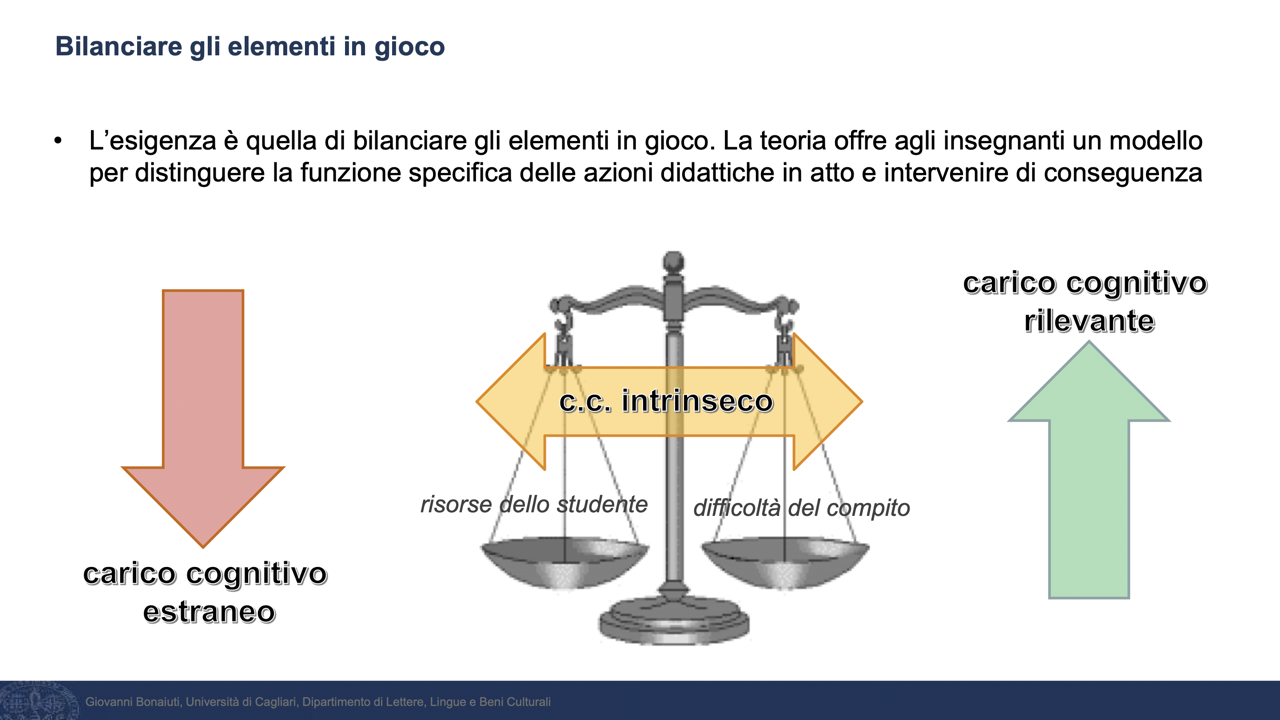 Bilanciare gli elementi in gioco
• L’esigenza è quella di bilanciare gli elementi in gioco. La teoria offre agli insegnanti un modello
per distinguere la funzione specifica delle azioni didattiche in atto e intervenire di conseguenza
carico cognitivo
rilevante
c.c. intrinseco
risorse dello studente
difficoltà del compito
carico cognitivo
estraneo
Giovanni Bonaiuti, Università di Cagliari, Dipartimento di Lettere, Lingue e Beni Culturali